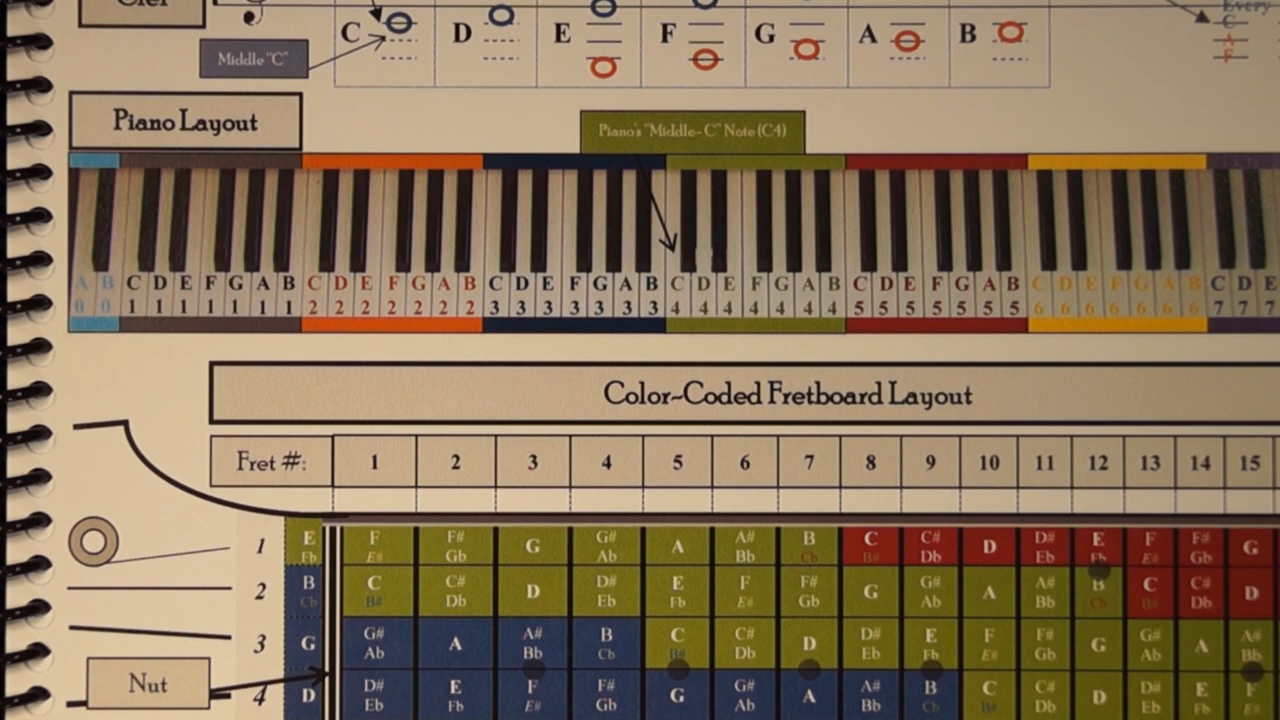 Clef
Every
C
A
F
C D E F G A B
Middle "C"
Piano Layout
Piano's "Middle-C" Note (C4)
A B C D E F G A B C D E F G A B C D E F G A B C D E F G A B C D E F G A B C D E F G A B C D E
0 0 1 1 1 1 1 1 1 2 2 2 2 2 2 2 3 3 3 3 3 3 3 4 4 4 4 4 4 4 5 5 5 5 5 5 5 6 6 6 6 6 6 6 7 7 7
Color-Coded Fretboard Layout
Fret #: 1 2 3 4 5 6 7 8 9 10 11 12 13 14 15
1 E F F# G G# A A# B C C# D D# E F F# G
Fb E# Gb Ab Bb Cb B# Db Eb Fb E# Gb
2 B C C# D D# E F F# G G# A A# B C C# D
Cb B# Db Eb Fb E# Gb Ab Bb Cb B# Db
3 G G# A A# B C C# D D# E F F# G G# A A#
Ab Bb Cb B# Db Eb Fb E# Gb Ab Bb
Nut
4 D D# E F F# G G# A A# B C C# D D# E F
Eb Fb E# Gb Ab Bb Cb B# Db Eb Fb E#